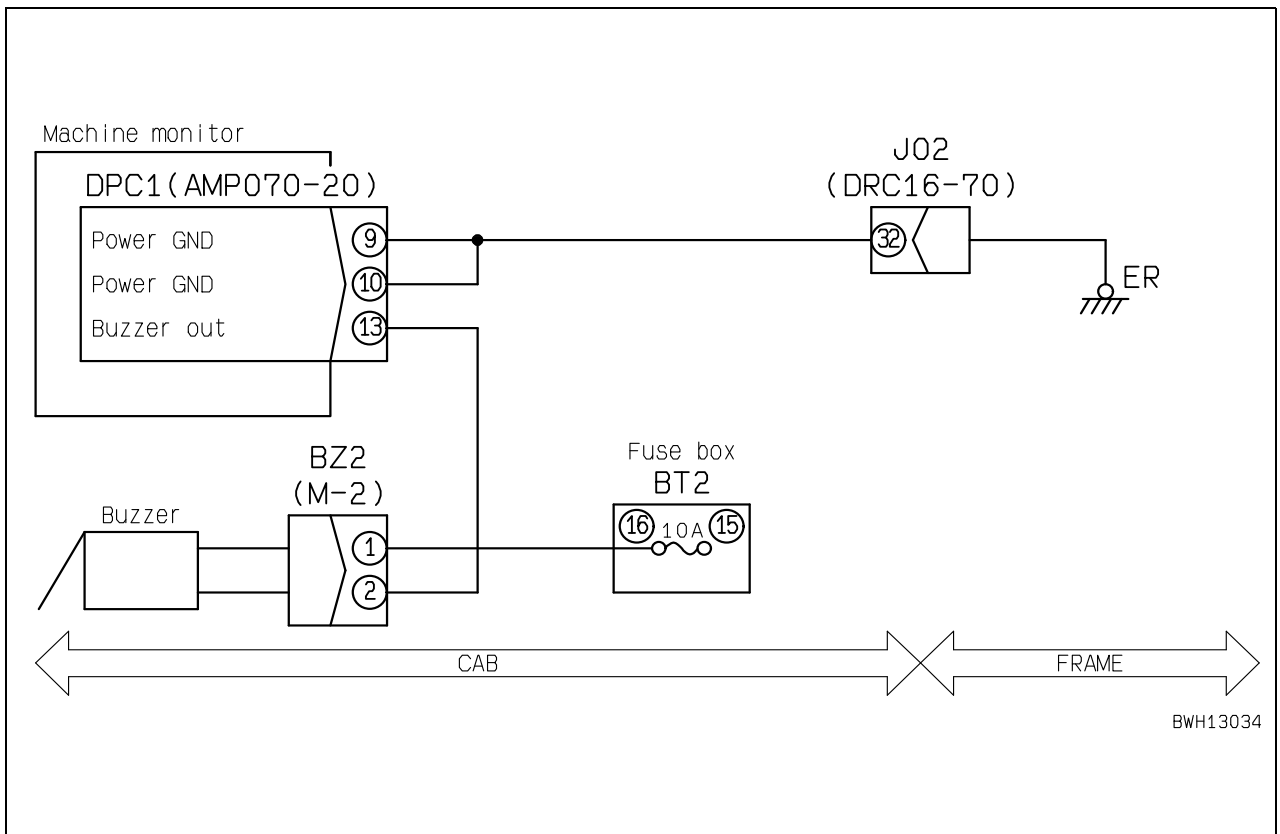 Machine monitor
DPC1(AMP070-20)
Power GND
9
Power GND
10
Buzzer out
13
J02
(DRC16-70)
32
ER
BZ2
(M-2)
Buzzer
1
2
Fuse box
BT2
16 10A 15
CAB
FRAME
BWH13034